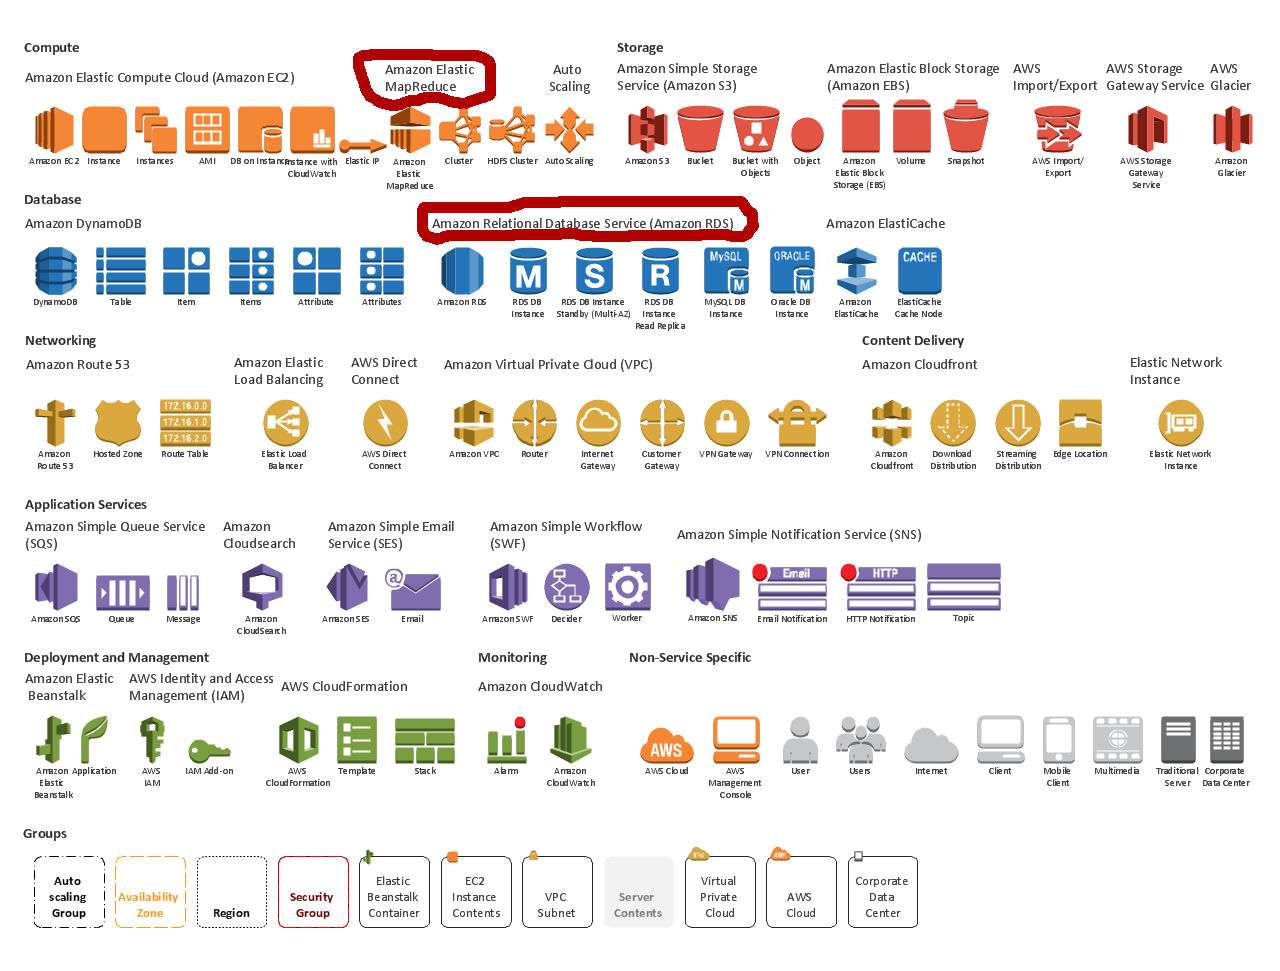 Compute
Storage
Amazon Elastic Compute Cloud (Amazon EC2)
Amazon Elastic
MapReduce
Auto
Scaling
Amazon Simple Storage
Service (Amazon S3)
Amazon Elastic Block Storage
(Amazon EBS)
AWS
Import/Export
AWS Storage
Gateway Service
AWS
Glacier
Amazon EC2
Instance
Instances
AMI
DB on Instance
Instance with
CloudWatch
Elastic IP
Amazon
Elastic
MapReduce
Cluster
HDFS Cluster
Auto Scaling
Amazon S3
Bucket
Bucket with
Objects
Object
Amazon
Elastic Block
Storage (EBS)
Volume
Snapshot
AWS Import/
Export
AWS Storage
Gateway
Service
Amazon
Glacier
Database
Amazon DynamoDB
Amazon Relational Database Service (Amazon RDS)
Amazon ElastiCache
M
S
R
MySQL
M
ORACLE
M
CACHE
DynamoDB
Table
Item
Items
Attribute
Attributes
Amazon RDS
RDS DB
Instance
RDS DB Instance
Standby (Multi-AZ)
RDS DB
Instance
Read Replica
MySQL DB
Instance
Oracle DB
Instance
Amazon
ElastiCache
ElastiCache
Cache Node
Networking
Content Delivery
Amazon Route 53
Amazon Elastic
Load Balancing
AWS Direct
Connect
Amazon Virtual Private Cloud (VPC)
Amazon Cloudfront
Elastic Network
Instance
172.16.0.0
172.16.1.0
172.16.2.0
Amazon
Route 53
Hosted Zone
Route Table
Elastic Load
Balancer
AWS Direct
Connect
Amazon VPC
Router
Internet
Gateway
Customer
Gateway
VPN Gateway
VPN Connection
Amazon
Cloudfront
Download
Distribution
Streaming
Distribution
Edge Location
Elastic Network
Instance
Application Services
Amazon Simple Queue Service
(SQS)
Amazon
Cloudsearch
Amazon Simple Email
Service (SES)
Amazon Simple Workflow
(SWF)
Amazon Simple Notification Service (SNS)
@
Email
HTTP
Amazon SQS
Queue
Message
Amazon
CloudSearch
Amazon SES
Email
Amazon SWF
Decider
Worker
Amazon SNS
Email Notification
HTTP Notification
Topic
Deployment and Management
Monitoring
Non-Service Specific
Amazon Elastic
Beanstalk
AWS Identity and Access
Management (IAM)
AWS CloudFormation
Amazon CloudWatch
AWS
Amazon
Elastic
Beanstalk
Application
AWS
IAM
IAM Add-on
AWS
CloudFormation
Template
Stack
Alarm
Amazon
CloudWatch
AWS Cloud
AWS
Management
Console
User
Users
Internet
Client
Mobile
Client
Multimedia
Traditional
Server
Corporate
Data Center
Groups
Auto
scaling
Group
Availability
Zone
Region
Security
Group
Elastic
Beanstalk
Container
EC2
Instance
Contents
VPC
Subnet
Server
Contents
Virtual
Private
Cloud
AWS
AWS
Cloud
Corporate
Data
Center